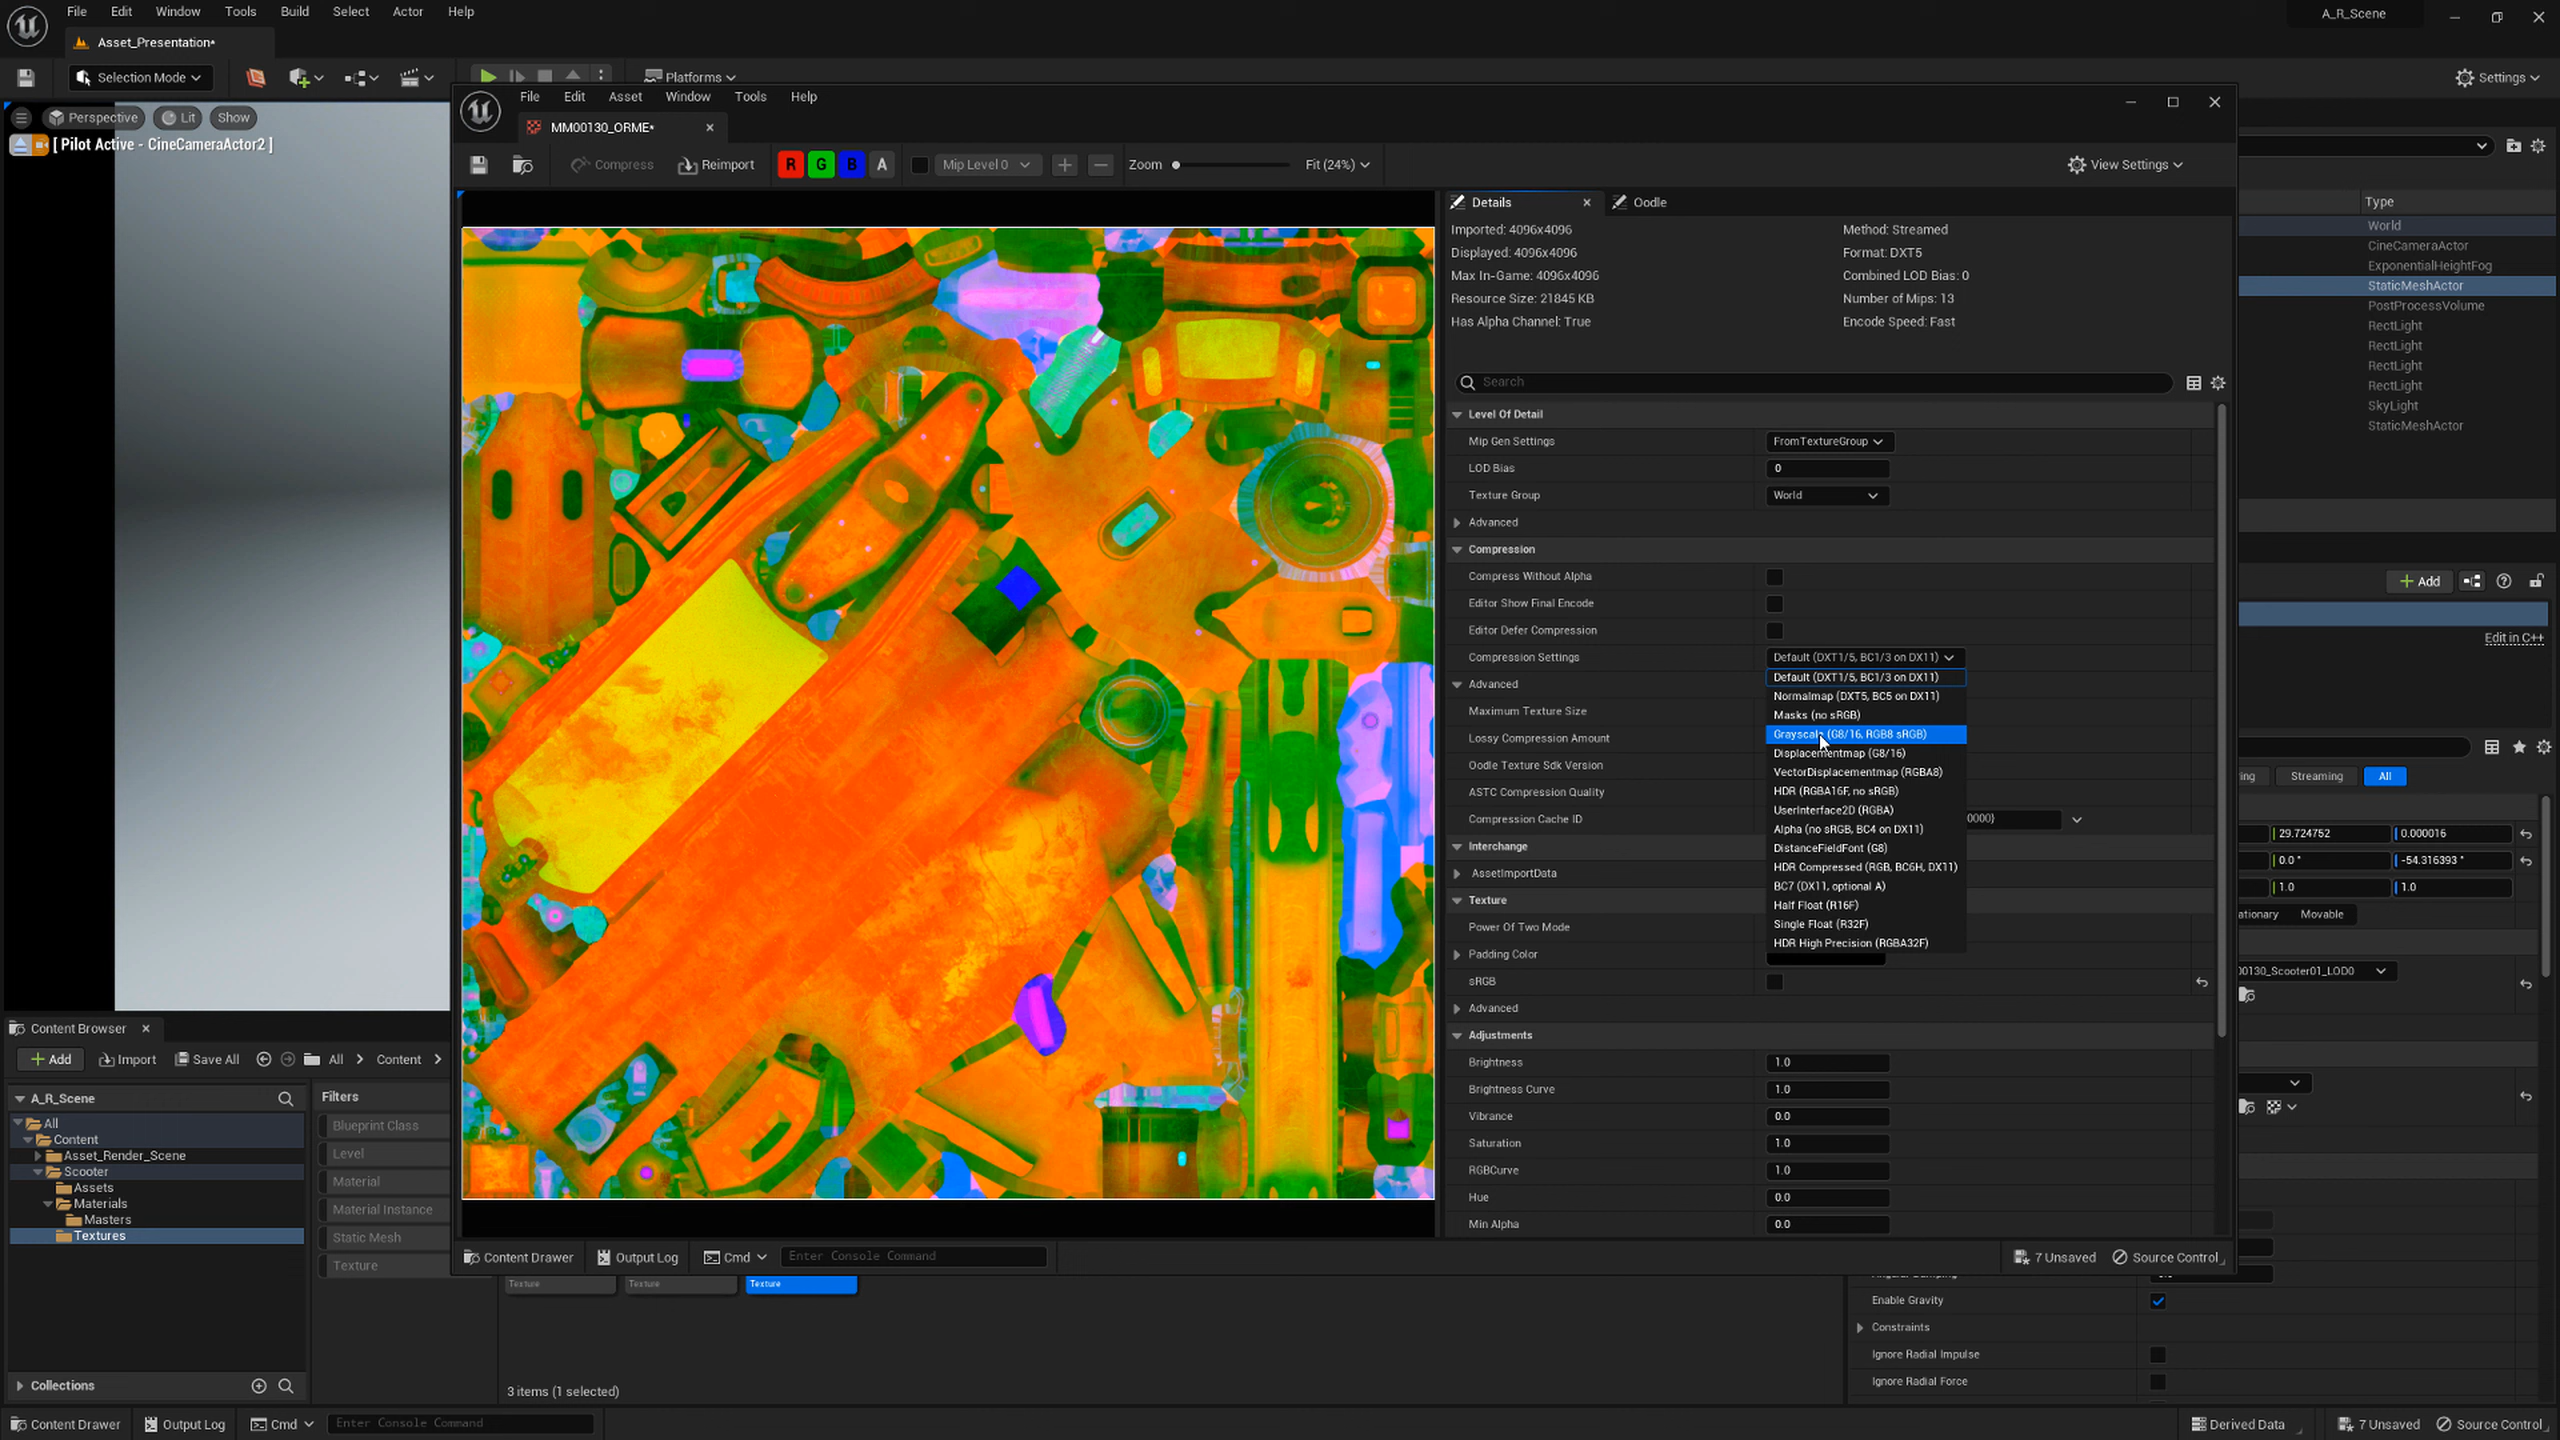 File Edit Window Tools Build Select Actor Help
A_R_Scene
Asset_Presentation*
Selection Mode
Platforms
Settings
Perspective Lit Show
[ Pilot Active - CineCameraActor2 ]
File Edit Asset Window Tools Help
MM00130_ORME*
Compress Reimport R G B A Mip Level 0 Zoom Fit (24%) View Settings
Details Oodle
Imported: 4096x4096 Method: Streamed
Displayed: 4096x4096 Format: DXT5
Max In-Game: 4096x4096 Combined LOD Bias: 0
Resource Size: 21845 KB Number of Mips: 13
Has Alpha Channel: True Encode Speed: Fast
Search
Level Of Detail
Mip Gen Settings FromTextureGroup
LOD Bias 0
Texture Group World
Advanced
Compression
Compress Without Alpha
Editor Show Final Encode
Editor Defer Compression
Compression Settings Default (DXT1/5, BC1/3 on DX11)
Default (DXT1/5, BC1/3 on DX11)
Normalmap (DXT5, BC5 on DX11)
Masks (no sRGB)
Grayscale (G8/16, RGB8 sRGB)
Displacementmap (G8/16)
VectorDisplacementmap (RGBA8)
HDR (RGBA16F, no sRGB)
UserInterface2D (RGBA)
Alpha (no sRGB, BC4 on DX11)
DistanceFieldFont (G8)
HDR Compressed (RGB, BC6H, DX11)
BC7 (DX11, optional A)
Half Float (R16F)
Single Float (R32F)
HDR High Precision (RGBA32F)
Advanced
Maximum Texture Size
Lossy Compression Amount
Oodle Texture Sdk Version
ASTC Compression Quality
Compression Cache ID 0000}
Interchange
AssetImportData
Texture
Power Of Two Mode
Padding Color
sRGB
Advanced
Adjustments
Brightness 1.0
Brightness Curve 1.0
Vibrance 0.0
Saturation 1.0
RGBCurve 1.0
Hue 0.0
Min Alpha 0.0
Content Drawer Output Log Cmd Enter Console Command 7 Unsaved Source Control
Type
World
CineCameraActor
ExponentialHeightFog
StaticMeshActor
PostProcessVolume
RectLight
RectLight
RectLight
RectLight
SkyLight
StaticMeshActor
Add
Edit in C++
Streaming All
29.724752 0.000016
0.0 ° -54.316393 °
1.0 1.0
Movable
00130_Scooter01_LOD0
Content Browser
Add Import Save All All Content
A_R_Scene
All
Content
Asset_Render_Scene
Scooter
Assets
Materials
Masters
Textures
Filters
Blueprint Class
Level
Material
Material Instance
Static Mesh
Texture
Texture Texture Texture
3 items (1 selected)
Collections
Enable Gravity
Constraints
Ignore Radial Impulse
Ignore Radial Force
Content Drawer Output Log Cmd Enter Console Command Derived Data 7 Unsaved Source Control